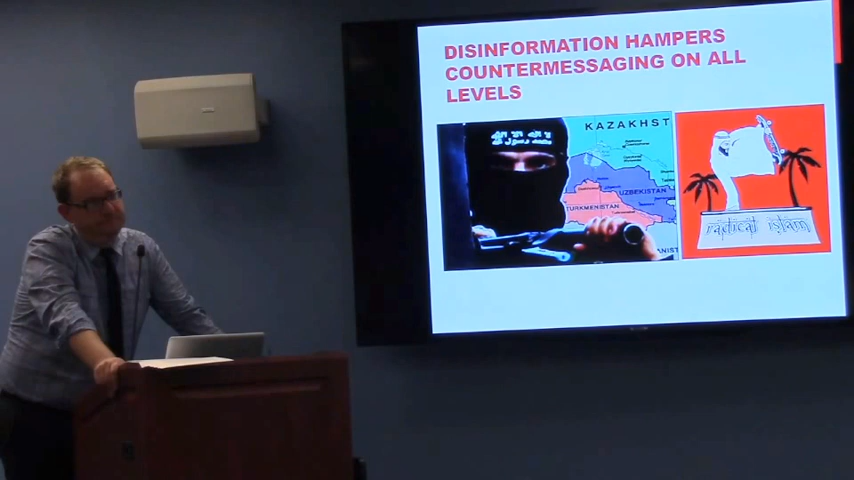 DISINFORMATION HAMPERS
COUNTERMESSAGING ON ALL
LEVELS
KAZAKHST
UZBEKISTAN
TURKMENISTAN
radical islam